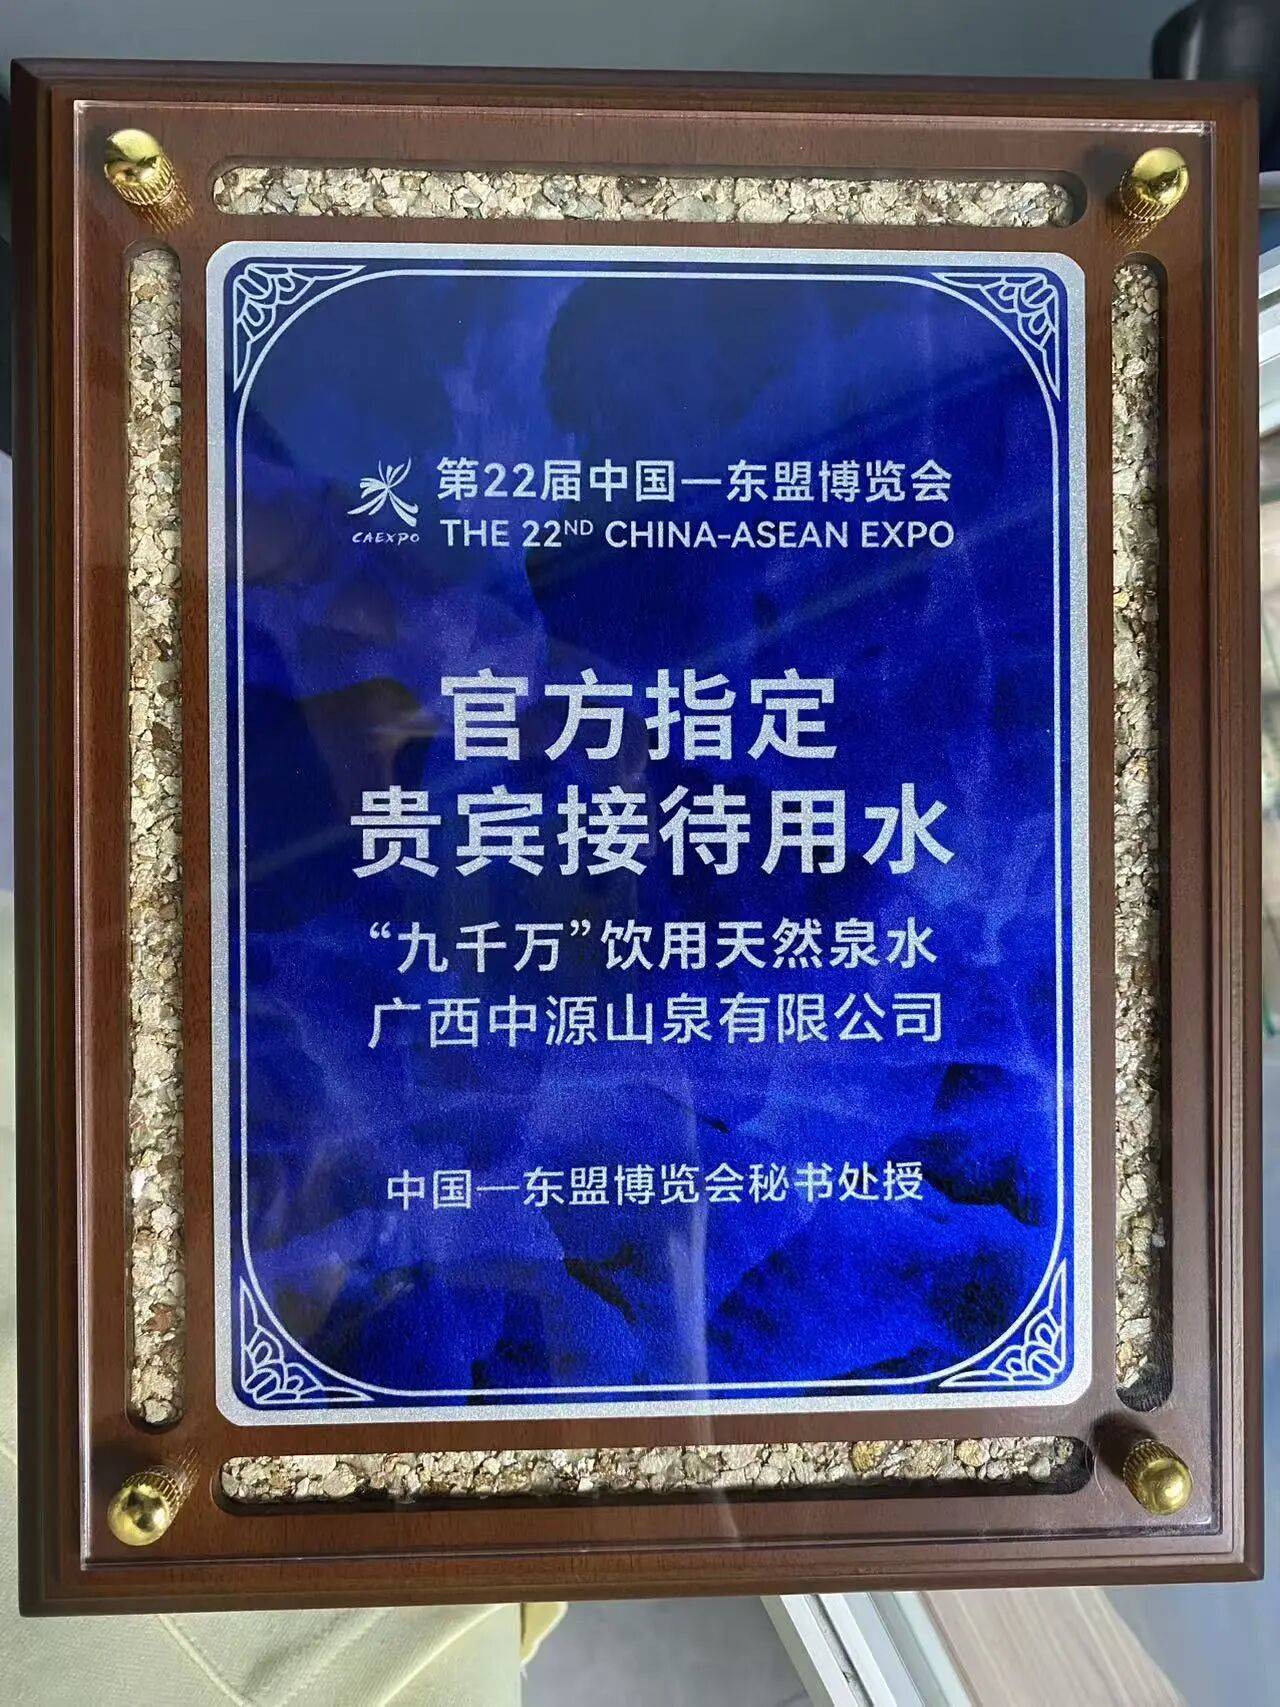 第22届中国—东盟博览会
CAEXPO
THE 22ND CHINA-ASEAN EXPO
官方指定
贵宾接待用水
“九千万”饮用天然泉水
广西中源山泉有限公司
中国—东盟博览会秘书处授